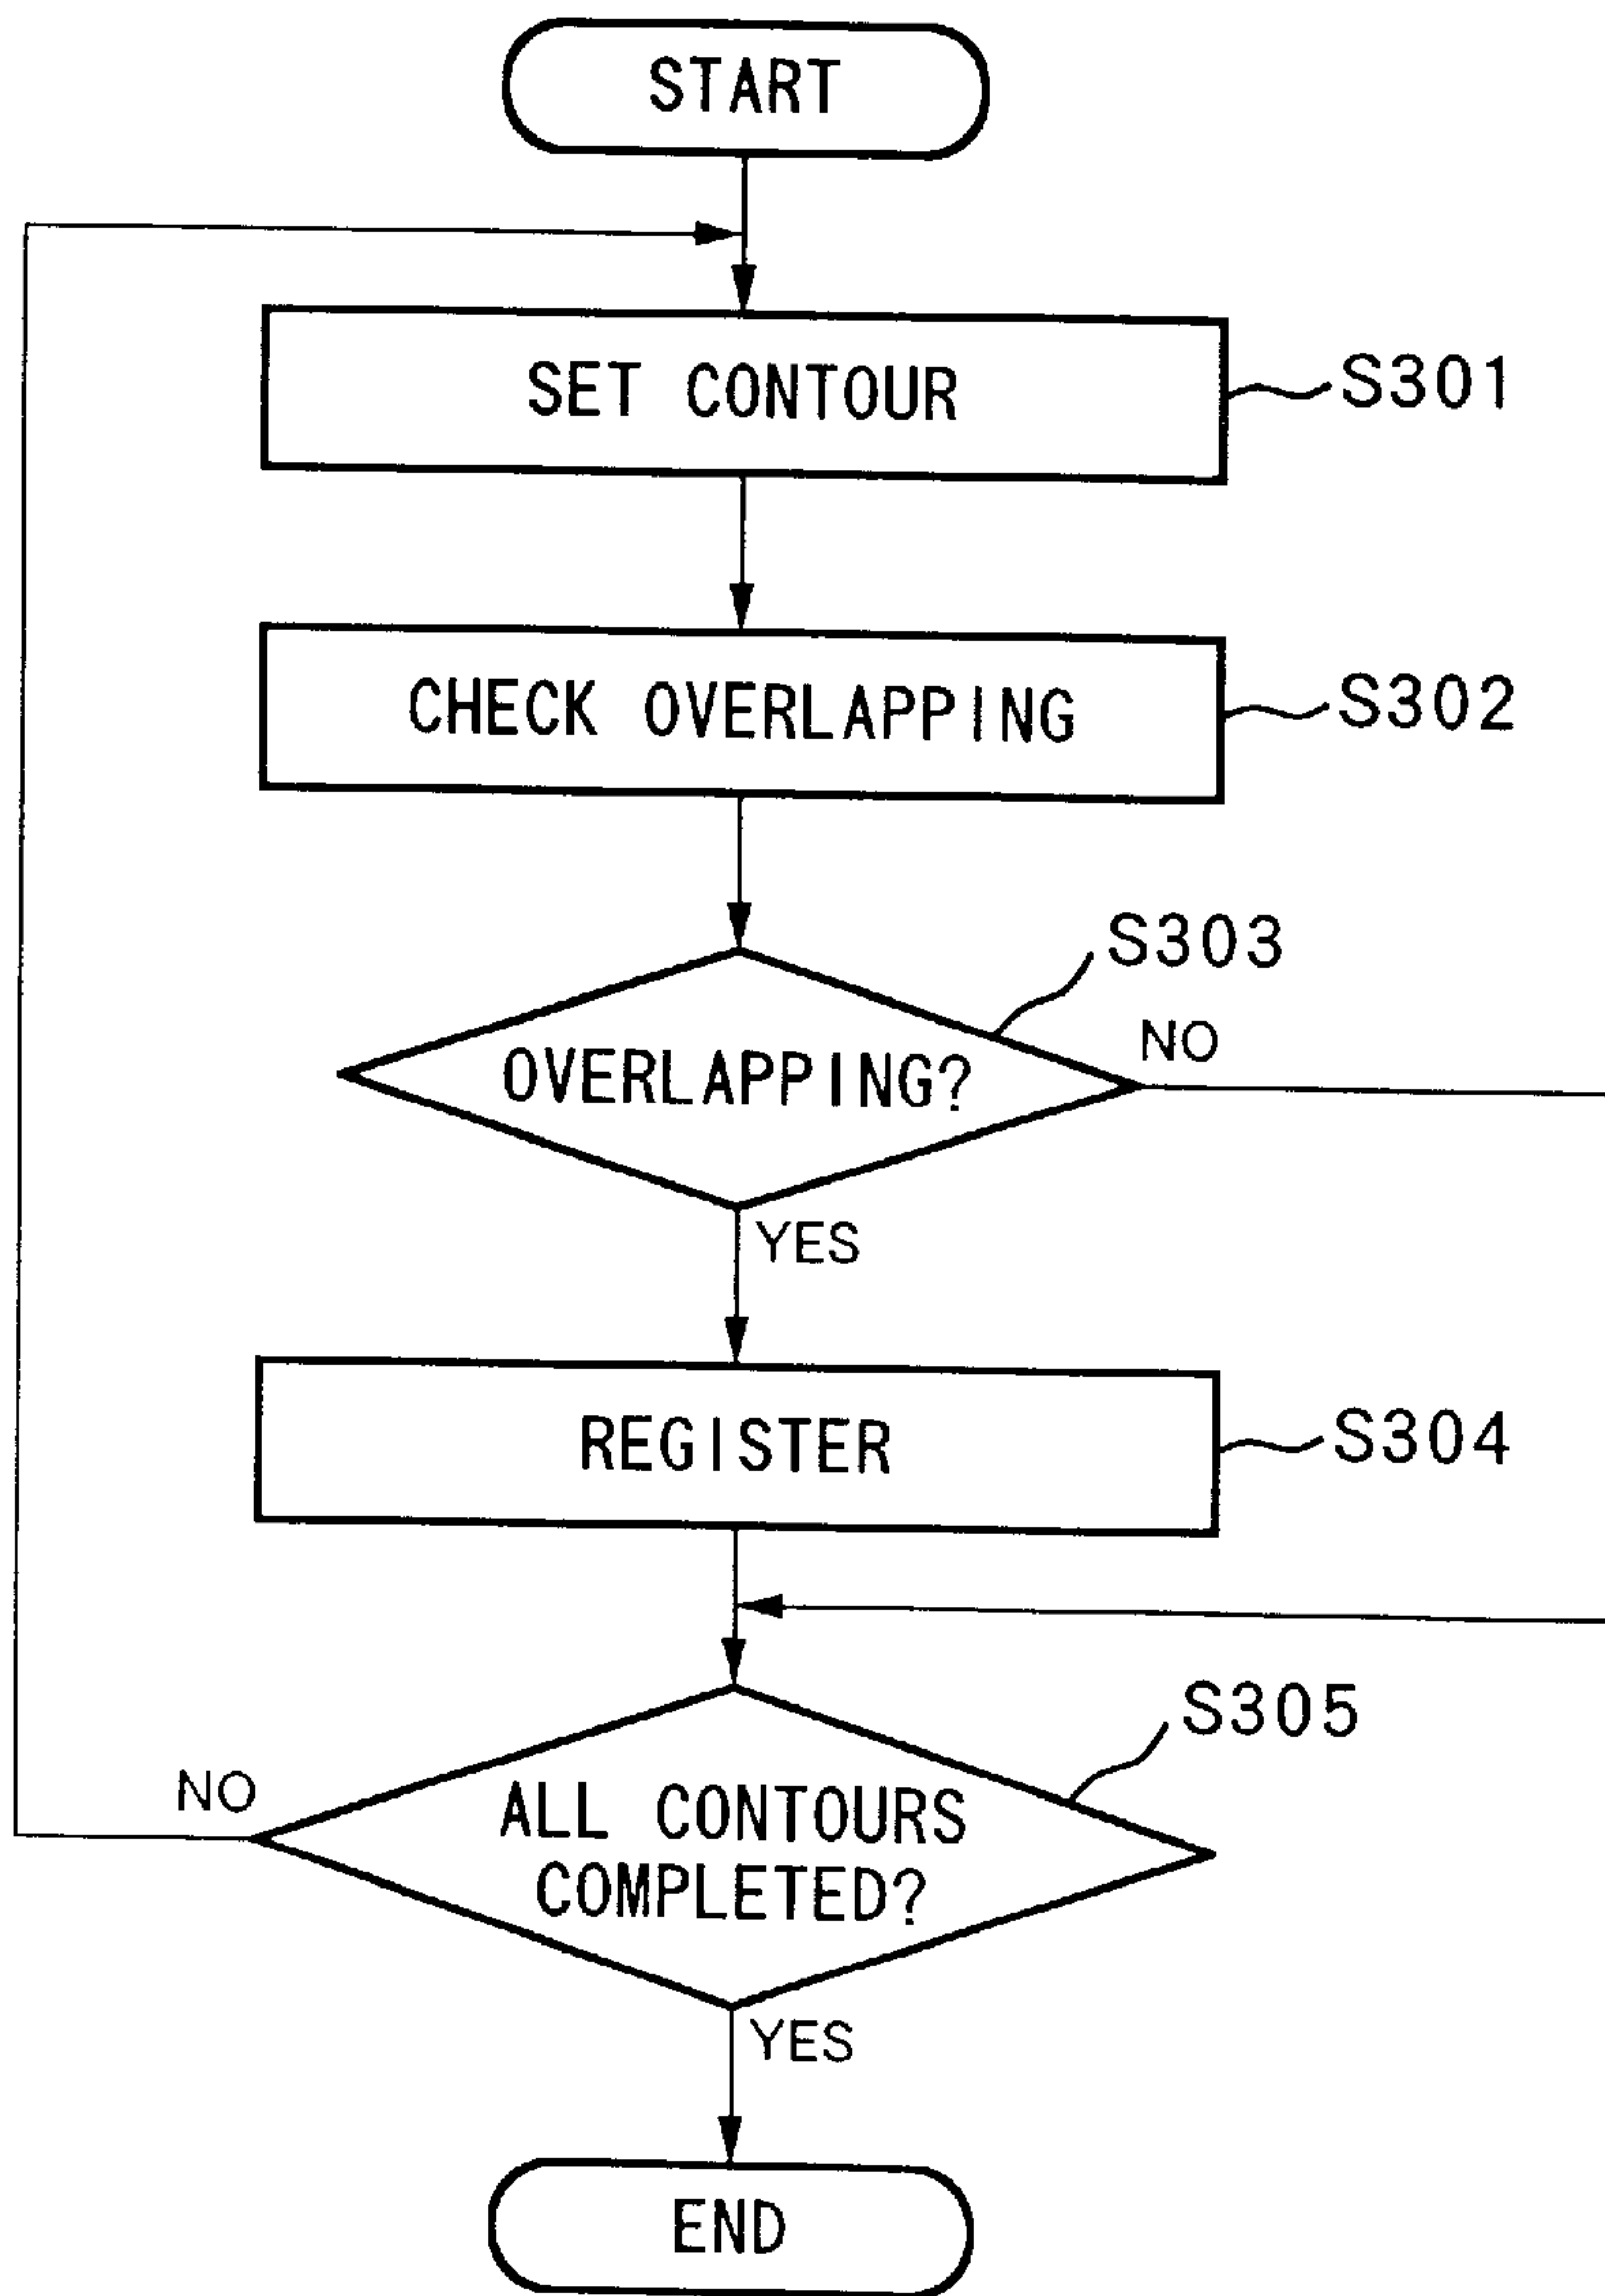 START
SET CONTOUR
S301
CHECK OVERLAPPING
S302
S303
OVERLAPPING?
NO
YES
REGISTER
S304
S305
NO
ALL CONTOURS
COMPLETED?
YES
END